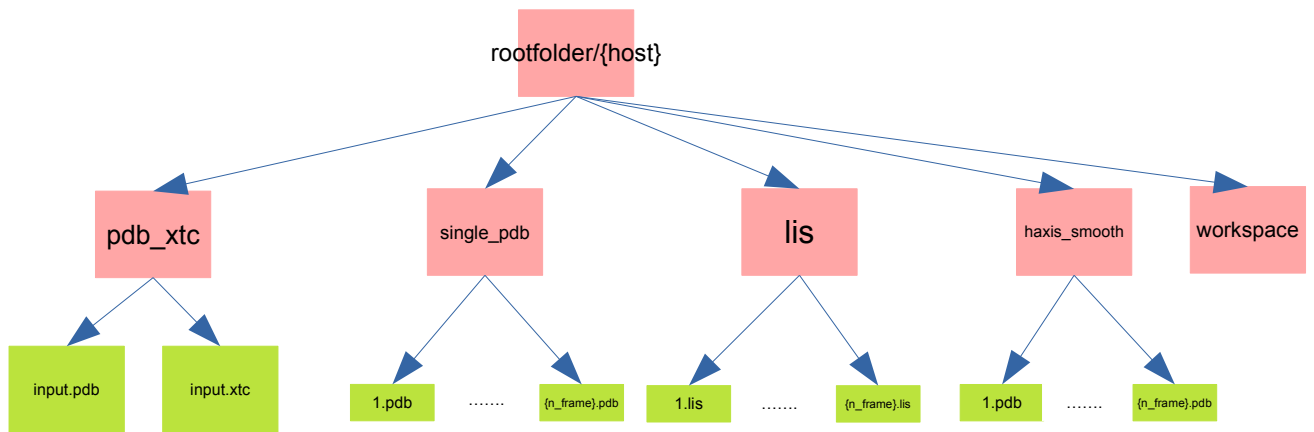 rootfolder/{host}
pdb_xtc
single_pdb
lis
haxis_smooth
workspace
input.pdb
input.xtc
1.pdb
.......
{n_frame}.pdb
1.lis
.......
{n_frame}.lis
1.pdb
.......
{n_frame}.pdb